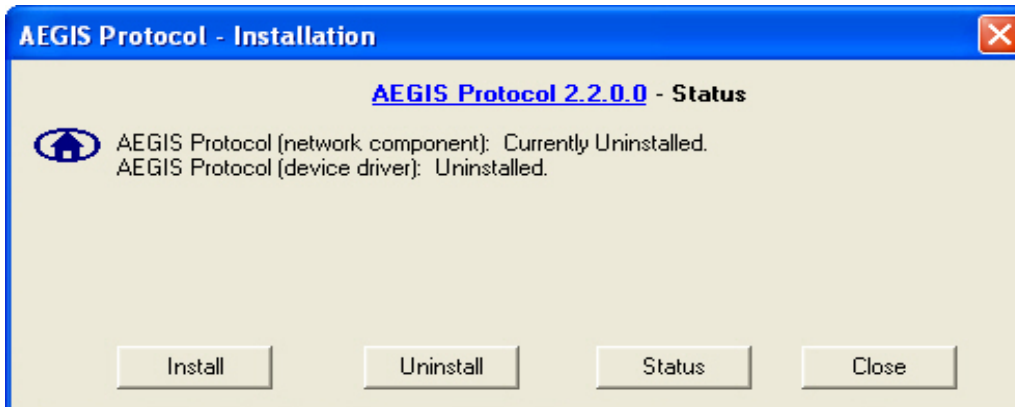 AEGIS Protocol - Installation
AEGIS Protocol 2.2.0.0 - Status
AEGIS Protocol (network component):  Currently Uninstalled.
AEGIS Protocol (device driver):  Uninstalled.
Install Uninstall Status Close